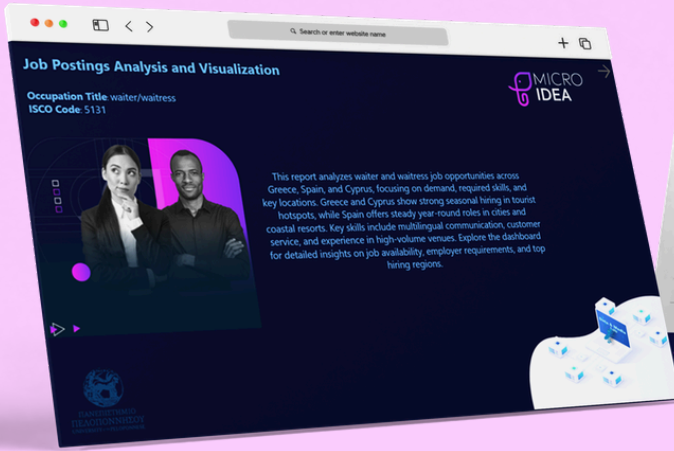 Search or enter website name
Job Postings Analysis and Visualization
MICRO
IDEA
Occupation Title: waiter/waitress
ISCO Code: 5131
This report analyzes waiter and waitress job opportunities across
Greece, Spain, and Cyprus, focusing on demand, required skills, and
key locations. Greece and Cyprus show strong seasonal hiring in tourist
hotspots, while Spain offers steady year-round roles in cities and
coastal resorts. Key skills include multilingual communication, customer
service, and experience in high-volume venues. Explore the dashboard
for detailed insights on job availability, employer requirements, and top
hiring regions.
ΠΑΝΕΠΙΣΤΗΜΙΟ
ΠΕΛΟΠΟΝΝΗΣΟΥ